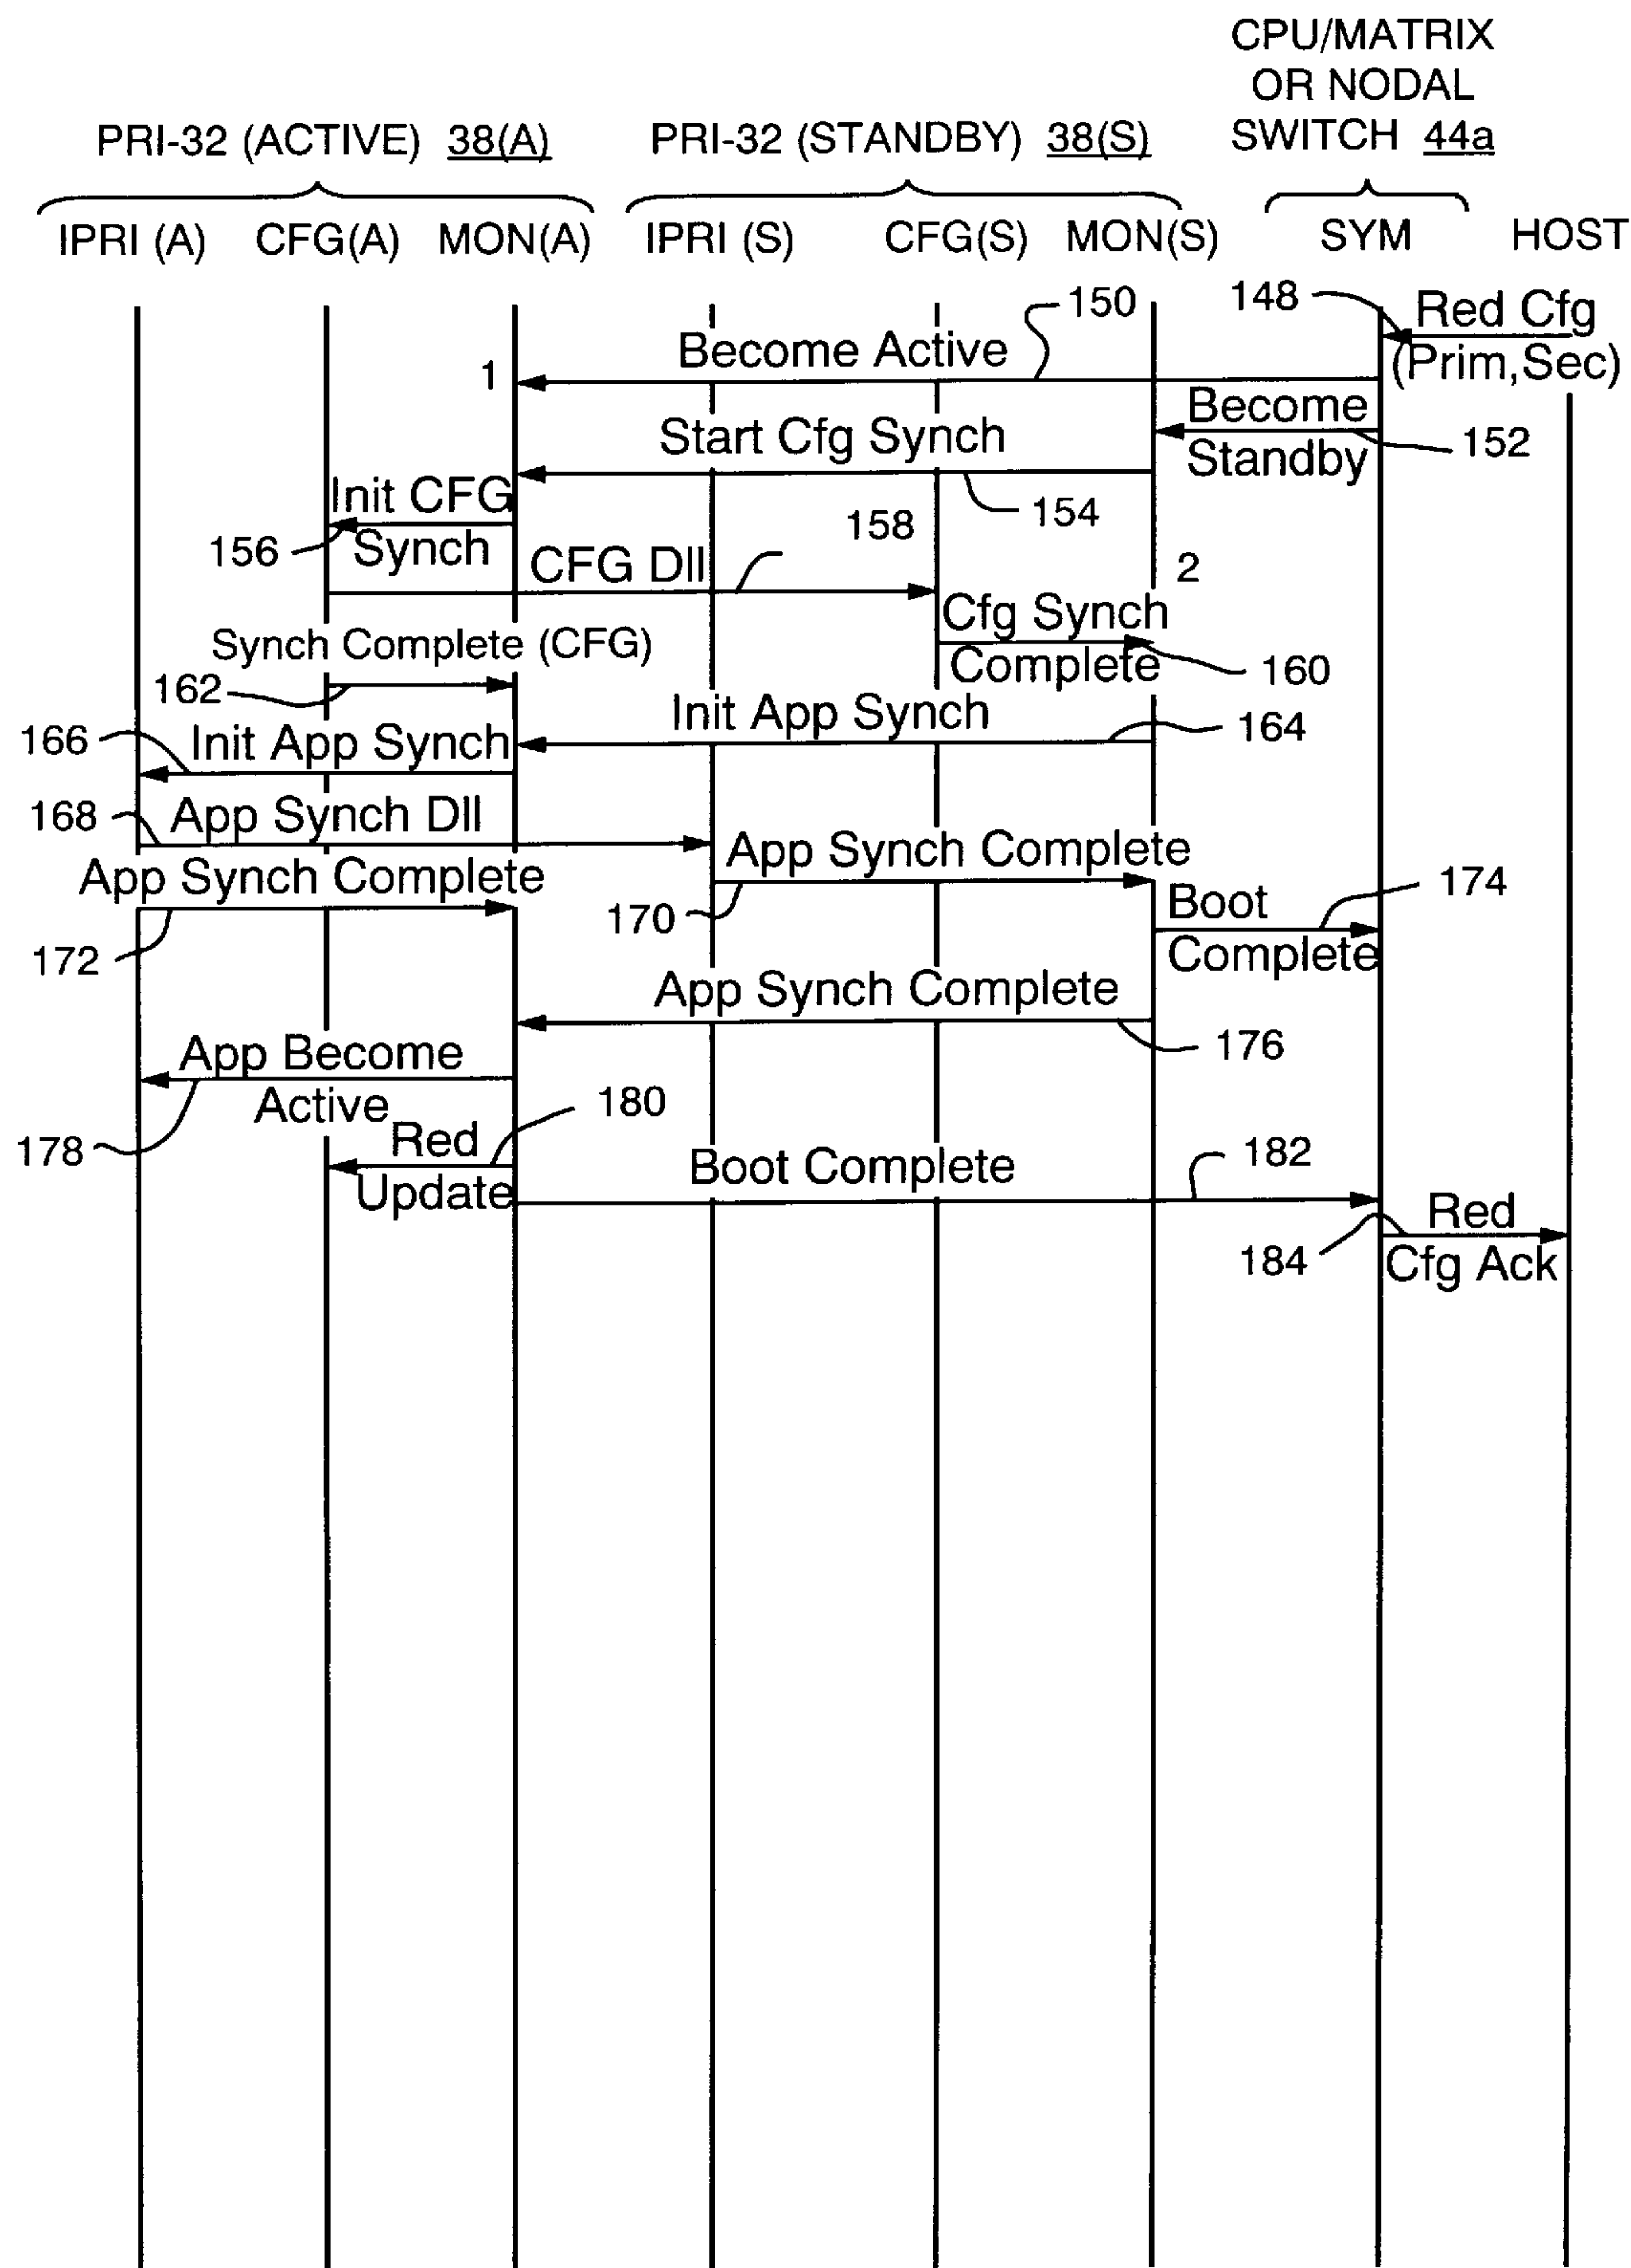 CPU/MATRIX
OR NODAL
SWITCH 44a
PRI-32 (ACTIVE) 38(A)
PRI-32 (STANDBY) 38(S)
IPRI (A)
CFG(A)
MON(A)
IPRI (S)
CFG(S)
MON(S)
SYM
HOST
148
Red Cfg
(Prim,Sec)
150
Become Active
1
Become
Standby
152
Start Cfg Synch
154
Init CFG
Synch
156
158
CFG Dll
2
Cfg Synch
Complete
160
Synch Complete (CFG)
162
Init App Synch
164
166
Init App Synch
168
App Synch Dll
App Synch Complete
170
App Synch Complete
172
174
Boot
Complete
App Synch Complete
176
App Become
Active
178
180
Red
Update
Boot Complete
182
184
Red
Cfg Ack